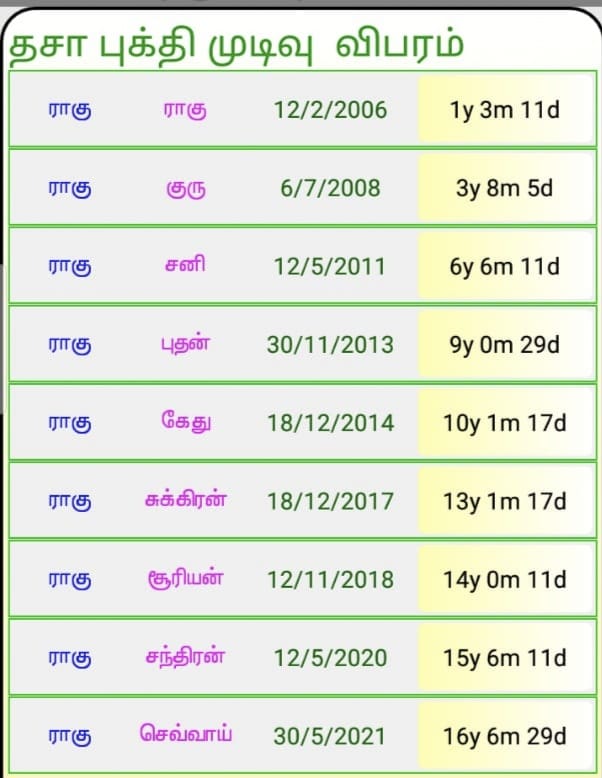 தசா புக்தி முடிவு விபரம்
ராகு ராகு 12/2/2006 1y 3m 11d
ராகு குரு 6/7/2008 3y 8m 5d
ராகு சனி 12/5/2011 6y 6m 11d
ராகு புதன் 30/11/2013 9y 0m 29d
ராகு கேது 18/12/2014 10y 1m 17d
ராகு சுக்கிரன் 18/12/2017 13y 1m 17d
ராகு சூரியன் 12/11/2018 14y 0m 11d
ராகு சந்திரன் 12/5/2020 15y 6m 11d
ராகு செவ்வாய் 30/5/2021 16y 6m 29d